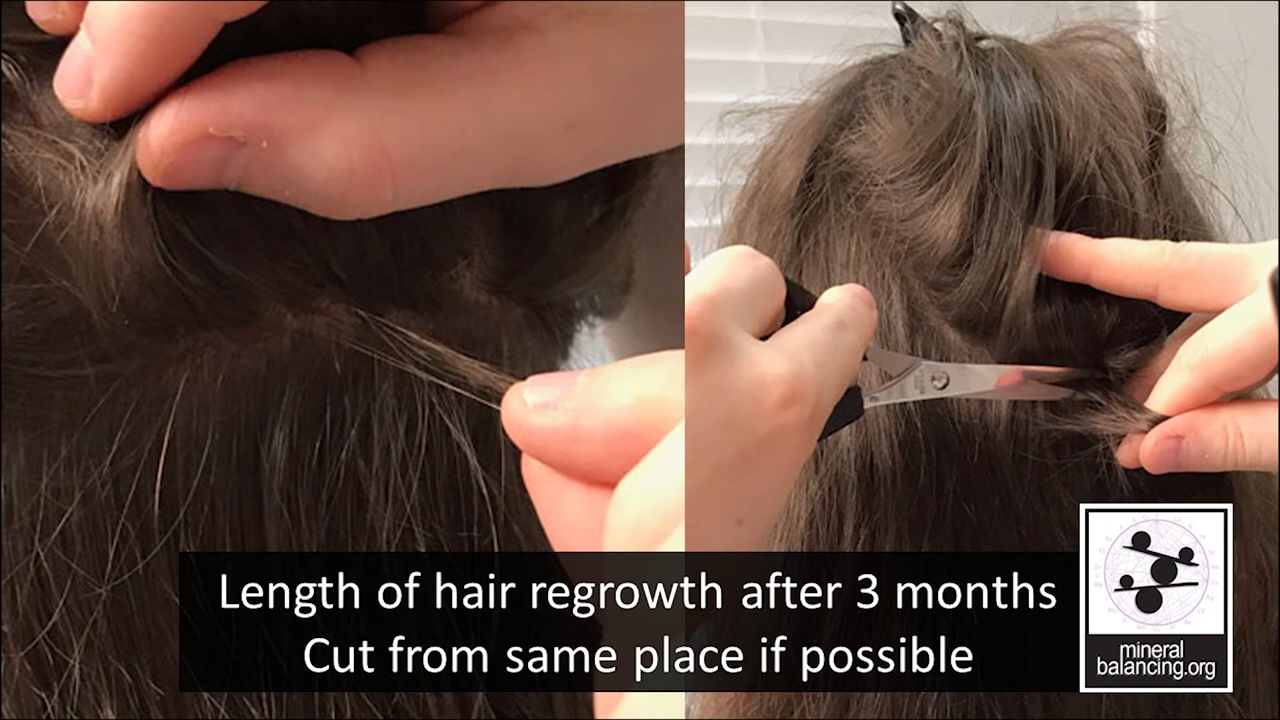 Length of hair regrowth after 3 months
Cut from same place if possible
mineral
balancing.org